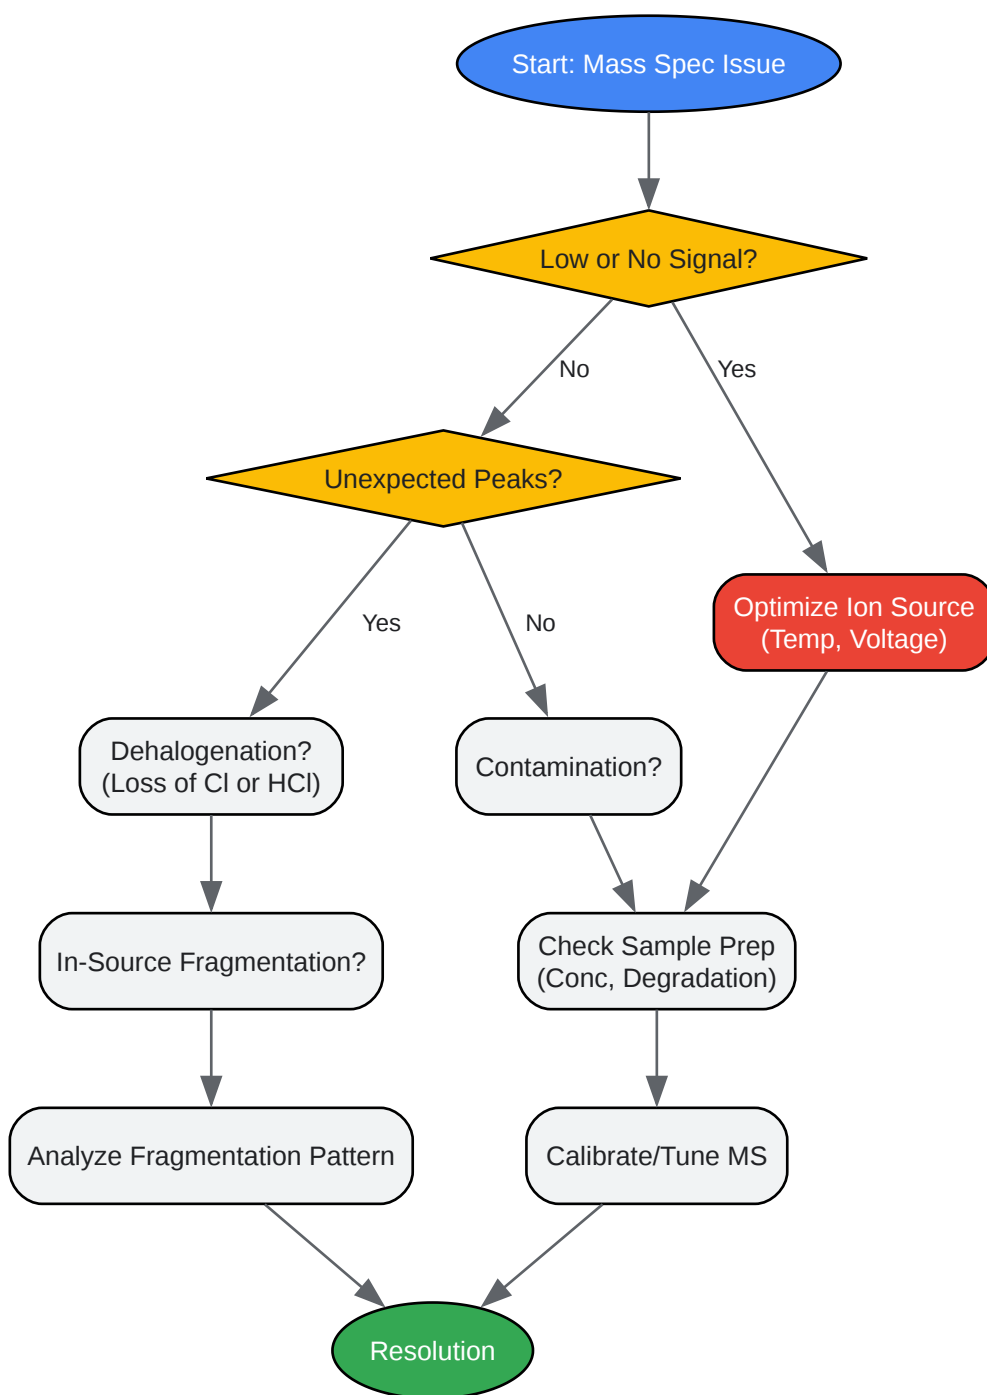 Start: Mass Spec Issue
Low or No Signal?
No
Yes
Unexpected Peaks?
Optimize Ion Source
(Temp, Voltage)
Yes
No
Dehalogenation?
(Loss of Cl or HCl)
Contamination?
In-Source Fragmentation?
Check Sample Prep
(Conc, Degradation)
Analyze Fragmentation Pattern
Calibrate/Tune MS
Resolution